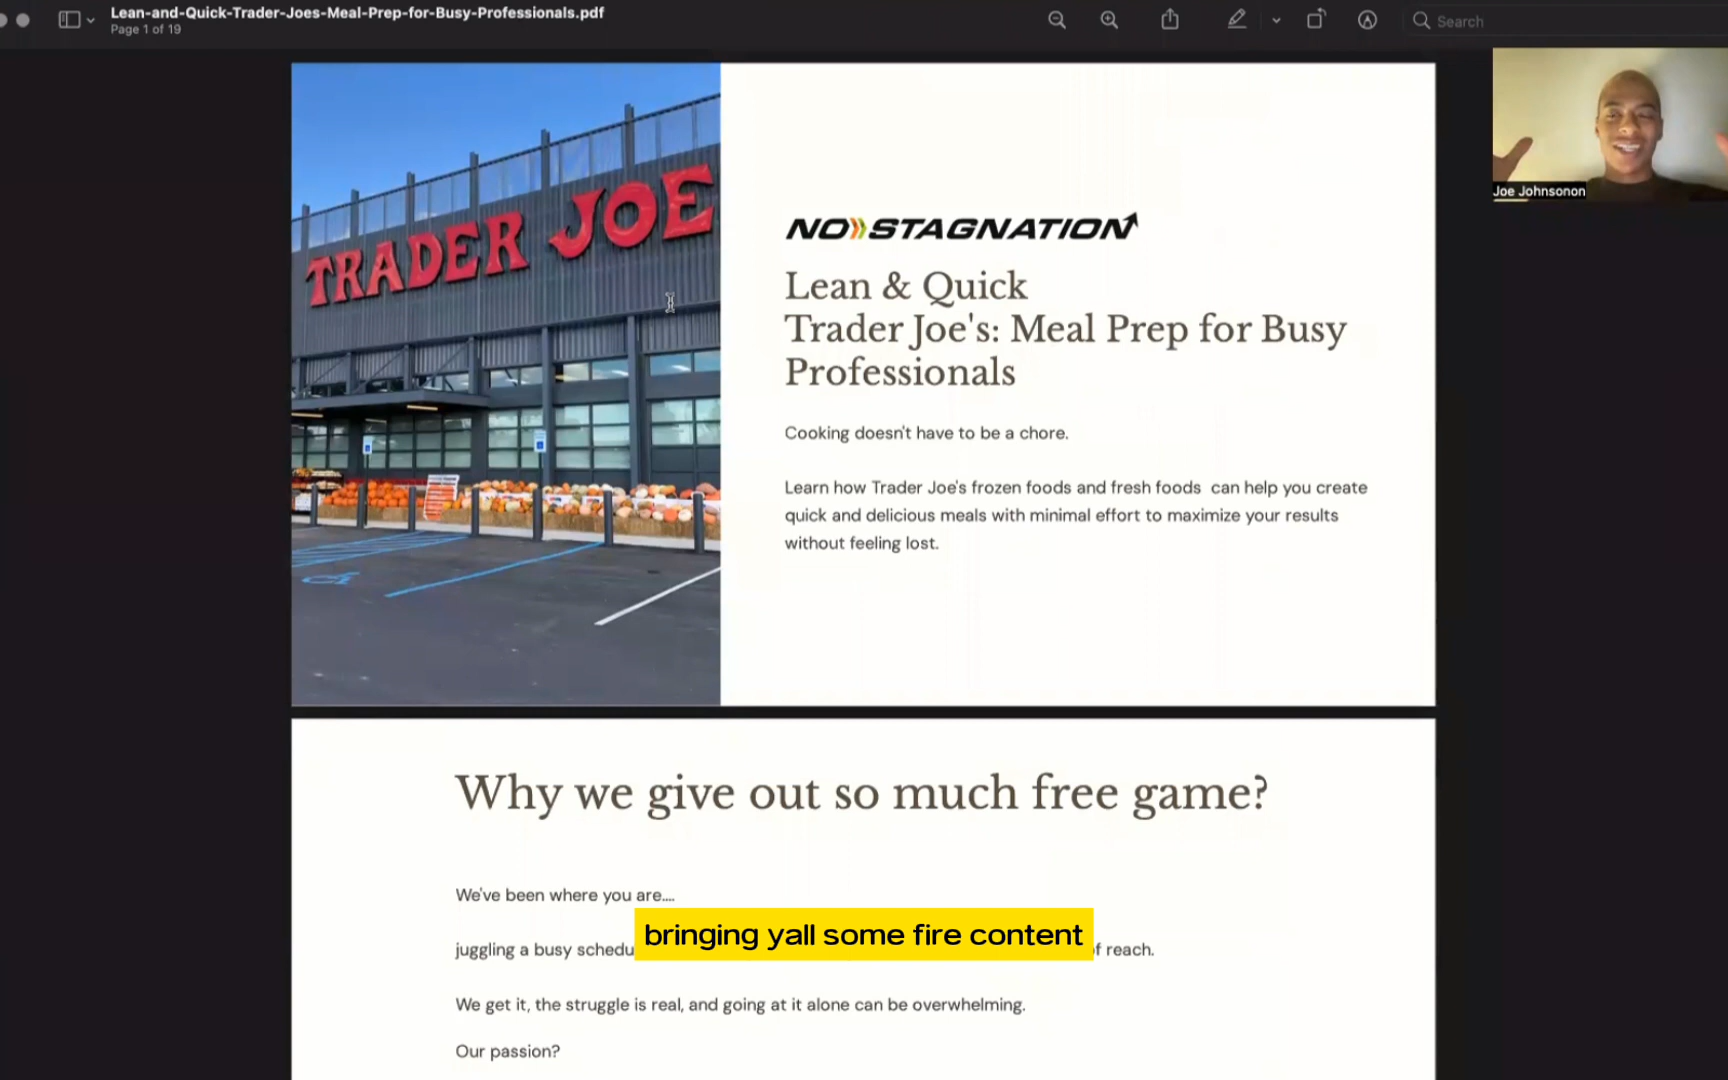 Lean-and-Quick-Trader-Joes-Meal-Prep-for-Busy-Professionals.pdf
Page 1 of 19
Search
Joe Johnsonon
TRADER JOE
NO STAGNATION
Lean & Quick
Trader Joe's: Meal Prep for Busy
Professionals
Cooking doesn't have to be a chore.
Learn how Trader Joe's frozen foods and fresh foods can help you create
quick and delicious meals with minimal effort to maximize your results
without feeling lost.
Why we give out so much free game?
We've been where you are....
juggling a busy schedu
bringing yall some fire content
f reach.
We get it, the struggle is real, and going at it alone can be overwhelming.
Our passion?